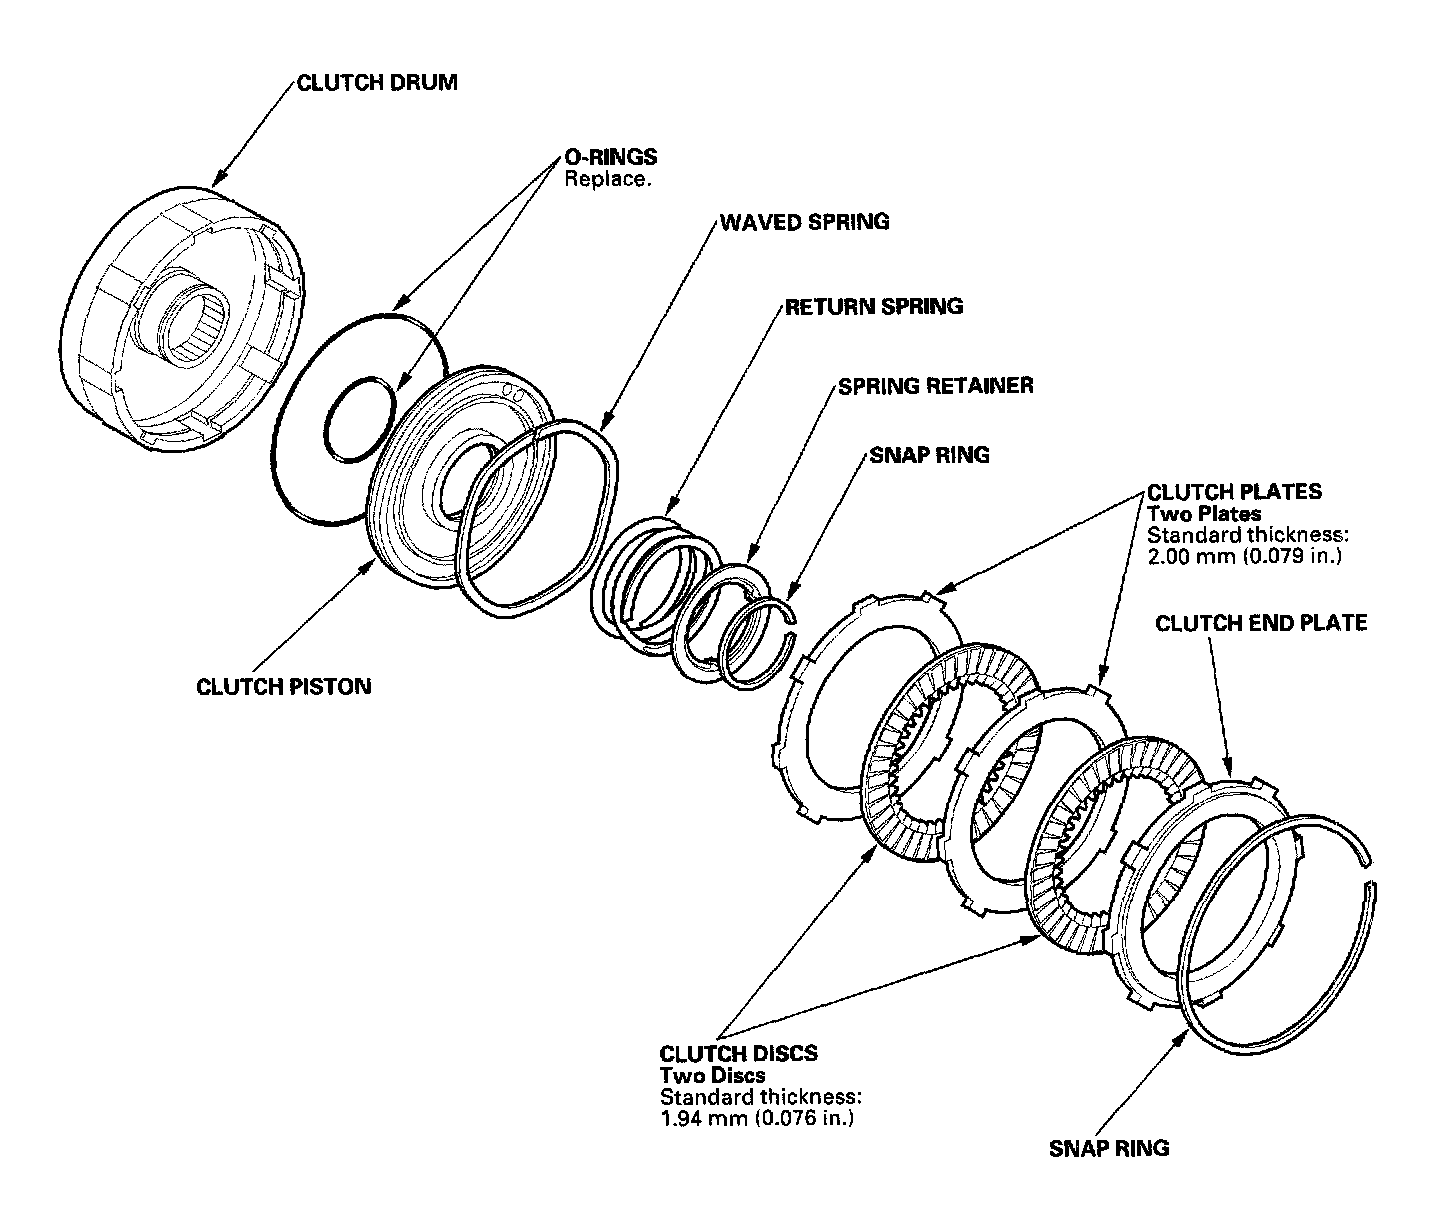 CLUTCH DRUM
O-RINGS
Replace.
WAVED SPRING
RETURN SPRING
SPRING RETAINER
SNAP RING
CLUTCH PLATES
Two Plates
Standard thickness:
2.00 mm (0.079 in.)
CLUTCH END PLATE
CLUTCH PISTON
CLUTCH DISCS
Two Discs
Standard thickness:
1.94 mm (0.076 in.)
SNAP RING